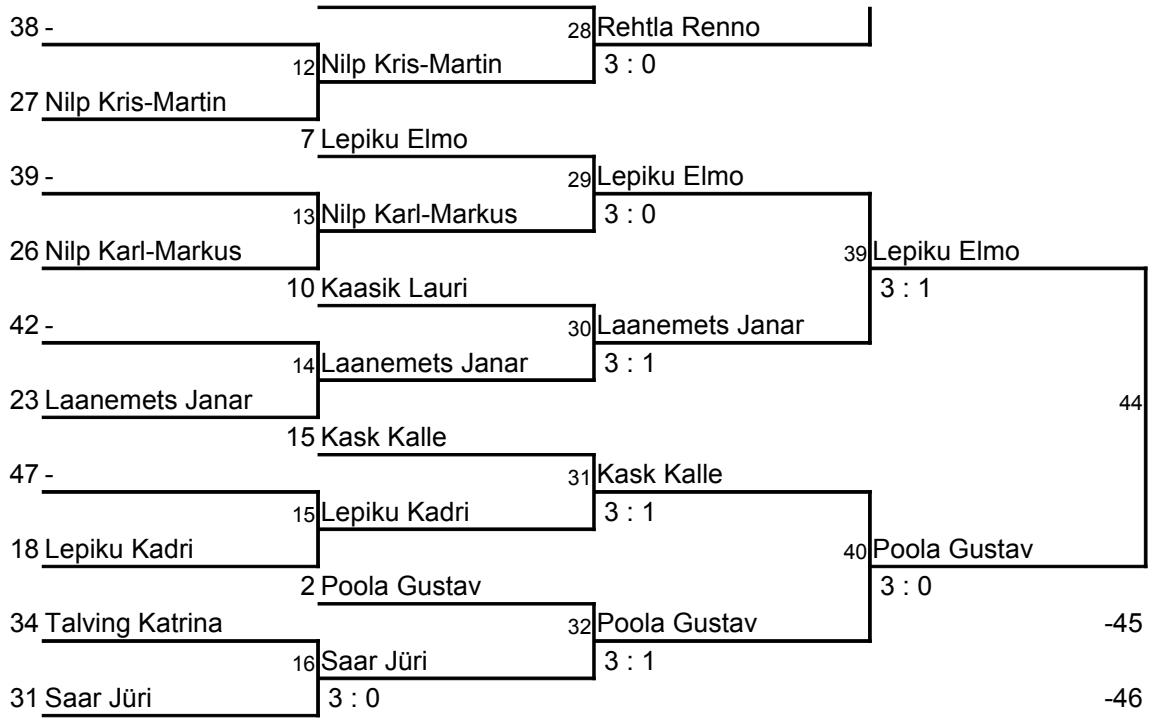 38 - 28 Rehtla Renno
12 Nilp Kris-Martin 3 : 0
27 Nilp Kris-Martin
7 Lepiku Elmo
39 - 29 Lepiku Elmo
13 Nilp Karl-Markus 3 : 0
26 Nilp Karl-Markus 39 Lepiku Elmo
10 Kaasik Lauri 3 : 1
42 - 30 Laanemets Janar
14 Laanemets Janar 3 : 1
23 Laanemets Janar 44
15 Kask Kalle
47 - 31 Kask Kalle
15 Lepiku Kadri 3 : 1
18 Lepiku Kadri 40 Poola Gustav
2 Poola Gustav 3 : 0
34 Talving Katrina 32 Poola Gustav -45
16 Saar Jüri 3 : 1
31 Saar Jüri 3 : 0 -46